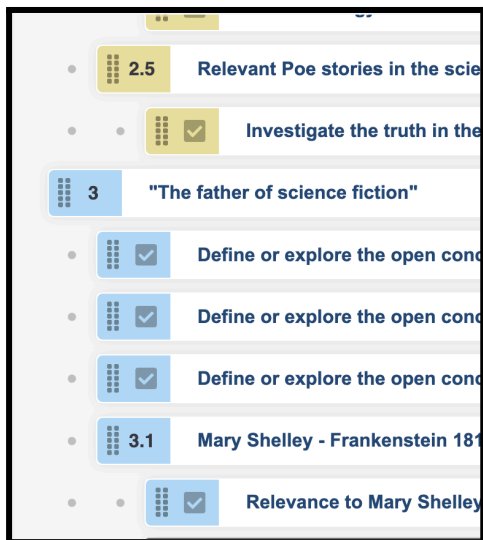 2.5 Relevant Poe stories in the scie
Investigate the truth in the
3 "The father of science fiction"
Define or explore the open conc
Define or explore the open conc
Define or explore the open conc
3.1 Mary Shelley - Frankenstein 181
Relevance to Mary Shelley